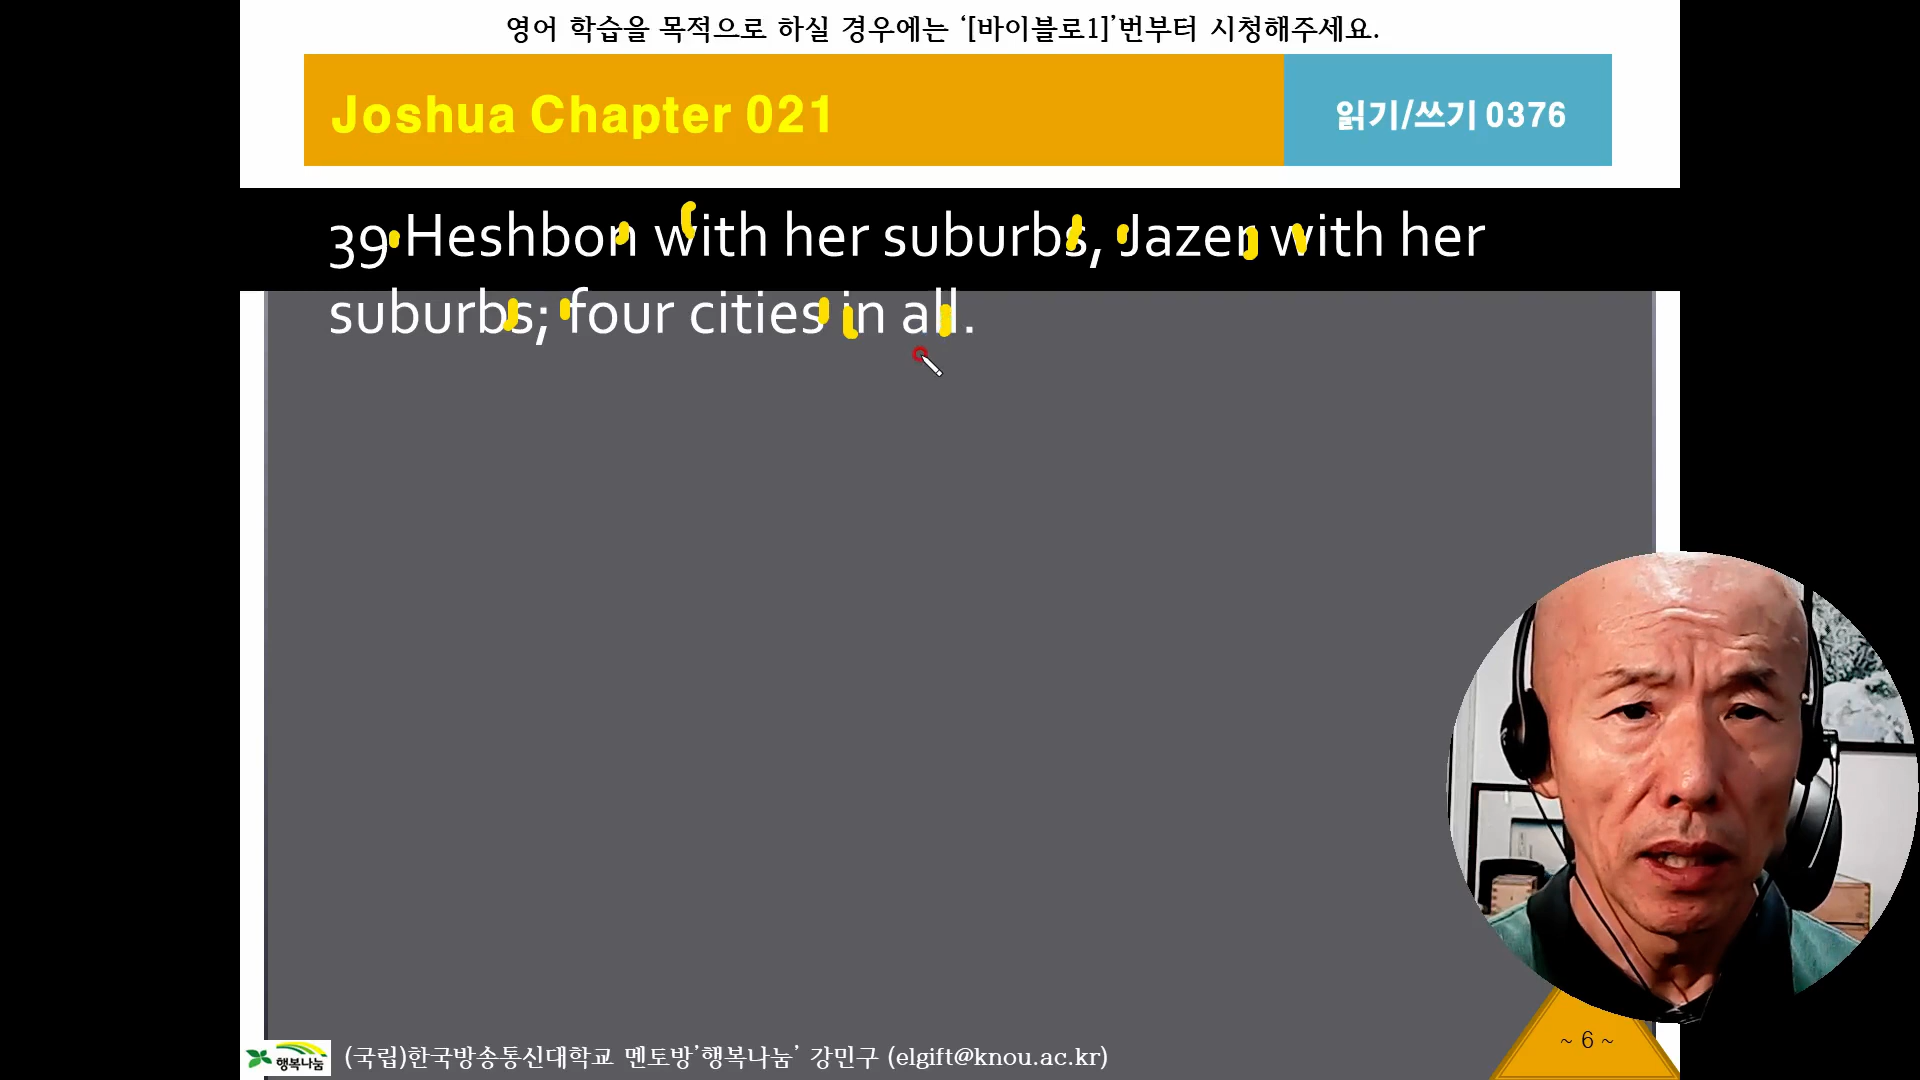 영어 학습을 목적으로 하실 경우에는 ‘[바이블로1]’번부터 시청해주세요.
Joshua Chapter 021
읽기/쓰기 0376
39 Heshbon with her suburbs, Jazer with her
suburbs; four cities in all.
~ 6 ~
행복나눔
(국립)한국방송통신대학교 멘토방’행복나눔’ 강민구 (elgift@knou.ac.kr)